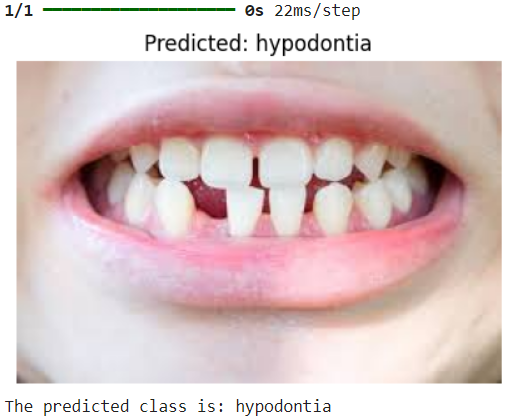 1/1 ━━━━━━━━━━━━━━━━━━━━ 0s 22ms/step
Predicted: hypodontia
The predicted class is: hypodontia